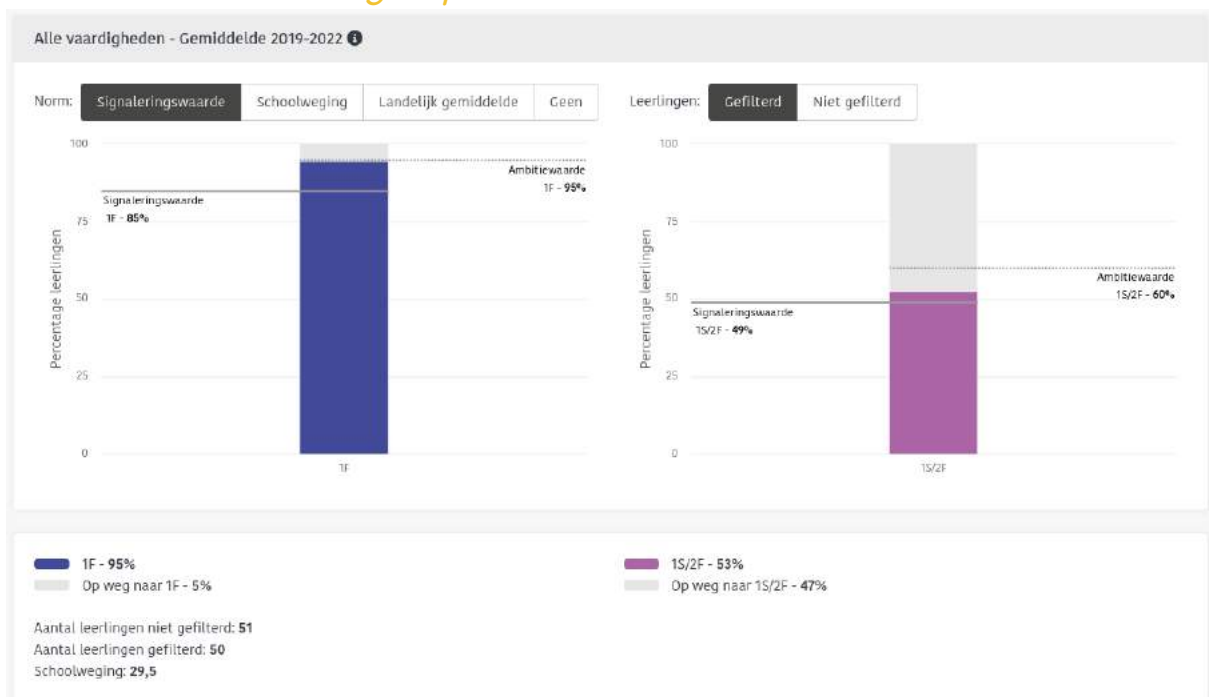 Alle vaardigheden - Gemiddelde 2019-2022
Norm: Signaleringswaarde Schoolweging Landelijk gemiddelde Geen
Leerlingen: Gefilterd Niet gefilterd
100
75
50
25
0
Percentage leerlingen
Signaleringswaarde
1F - 85%
Ambitiewaarde
1F - 95%
1F
100
75
50
25
0
Percentage leerlingen
Signaleringswaarde
1S/2F - 49%
Ambitiewaarde
1S/2F - 60%
1S/2F
1F - 95%
Op weg naar 1F - 5%
1S/2F - 53%
Op weg naar 1S/2F - 47%
Aantal leerlingen niet gefilterd: 51
Aantal leerlingen gefilterd: 50
Schoolweging: 29,5